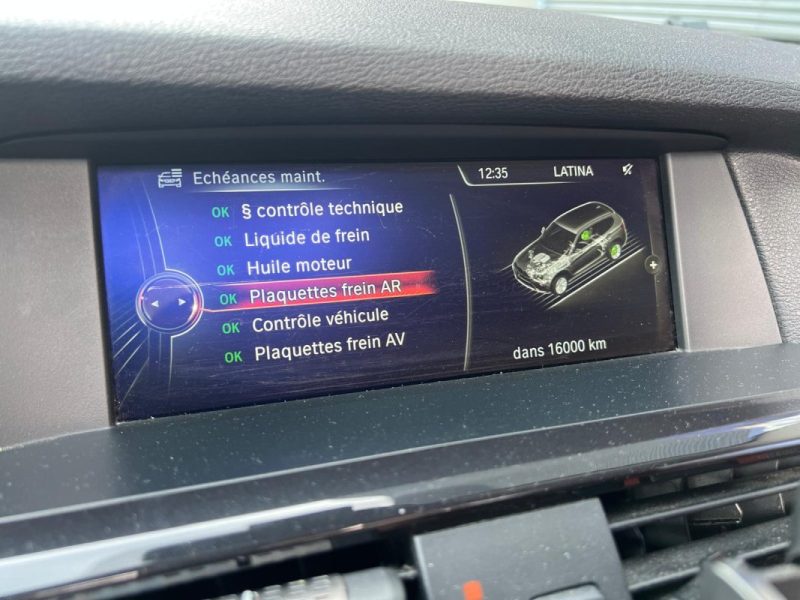 Echéances maint.
12:35 LATINA
OK § contrôle technique
OK Liquide de frein
OK Huile moteur
OK Plaquettes frein AR
OK Contrôle véhicule
OK Plaquettes frein AV
dans 16000 km